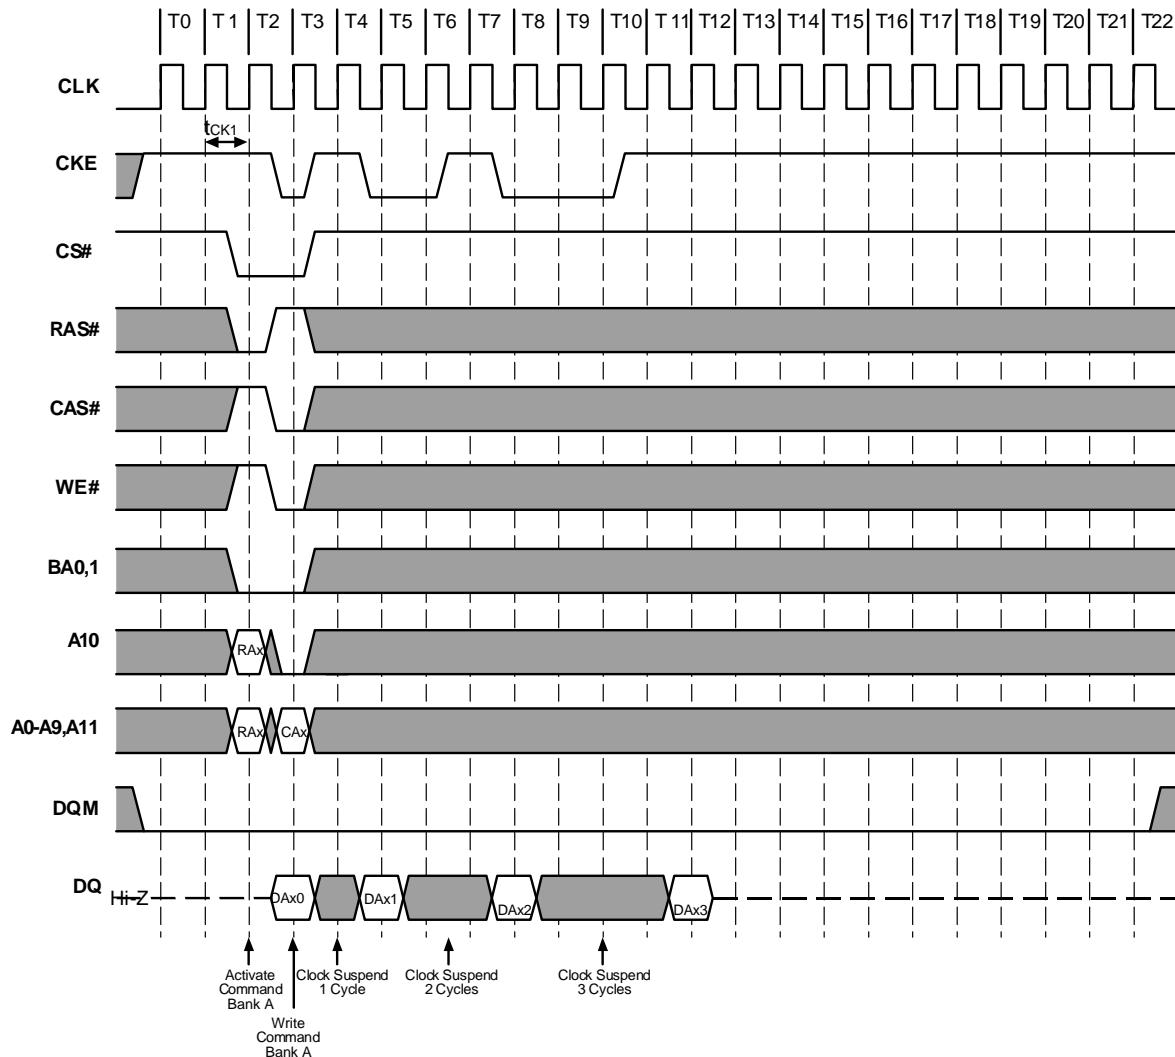 T0 T 1 T2 T3 T4 T5 T6 T7 T8 T9 T10 T 11 T12 T13 T14 T15 T16 T17 T18 T19 T20 T21 T22
CLK
tCK1
CKE
CS#
RAS#
CAS#
WE#
BA0,1
A10
RAx
A0-A9,A11
RAx CAx
DQM
DQ
Hi-Z
DAx0 DAx1 DAx2 DAx3
Activate
Command
Bank A
Write
Command
Bank A
Clock Suspend
1 Cycle
Clock Suspend
2 Cycles
Clock Suspend
3 Cycles